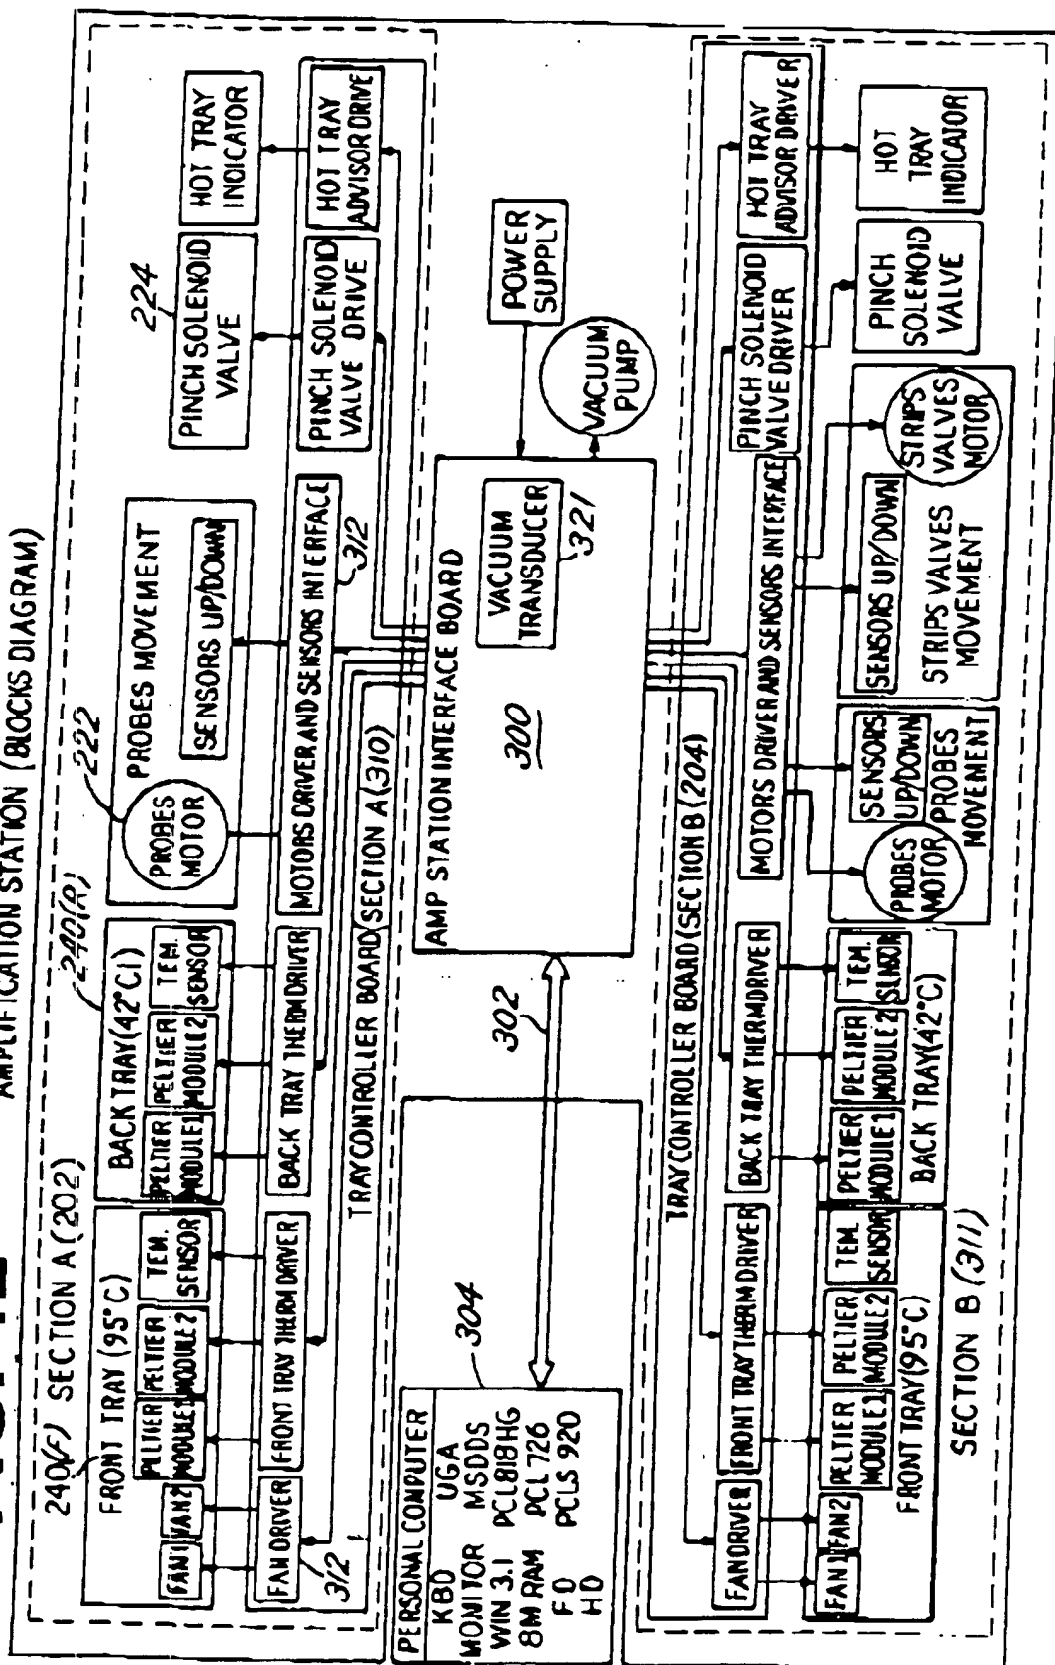 AMPLIFICATION STATION (BLOCKS DIAGRAM)
240(F) SECTION A (202)
240(R)
222
224
FRONT TRAY (95°C)
FAN1
FAN2
PELTIER
MODULE1
PELTIER
MODULE2
TEM.
SENSOR
BACK TRAY (42°C)
PELTIER
MODULE1
PELTIER
MODULE2
TEM.
SENSOR
PROBES MOVEMENT
PROBES
MOTOR
SENSORS UP/DOWN
PINCH SOLENOID
VALVE
HOT TRAY
INDICATOR
FAN DRIVER
312
FRONT TRAY THERM DRIVER
BACK TRAY THERM DRIVER
MOTORS DRIVER AND SENSORS INTERFACE
312
PINCH SOLENOID
VALVE DRIVE
HOT TRAY
ADVISOR DRIVE
TRAY CONTROLLER BOARD (SECTION A (310)
PERSONAL COMPUTER
KBD UGA
MONITOR MSDDS
WIN 3.1 PCL818HG
8M RAM PCL726
FD PCLS 920
HD
304
302
AMP STATION INTERFACE BOARD
300
VACUUM
TRANSDUCER
321
POWER
SUPPLY
VACUUM
PUMP
TRAY CONTROLLER BOARD (SECTION B (204)
FAN DRIVER
FRONT TRAY THERM DRIVER
BACK TRAY THERM DRIVER
MOTORS DRIVER AND SENSORS INTERFACE
PINCH SOLENOID
VALVE DRIVER
HOT TRAY
ADVISOR DRIVER
FAN1
FAN2
PELTIER
MODULE1
PELTIER
MODULE2
TEM.
SENSOR
FRONT TRAY (95°C)
PELTIER
MODULE1
PELTIER
MODULE2
TEM.
SENSOR
BACK TRAY (42°C)
PROBES
MOTOR
SENSORS
UP/DOWN
PROBES
MOVEMENT
SENSORS UP/DOWN
STRIPS
VALVES
MOTOR
STRIPS VALVES
MOVEMENT
PINCH
SOLENOID
VALVE
HOT
TRAY
INDICATOR
SECTION B (311)